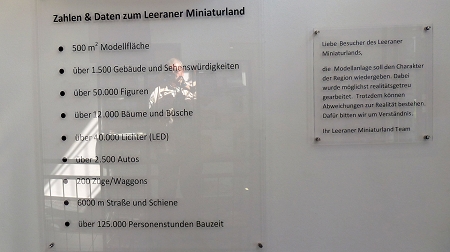 Zahlen & Daten zum Leeraner Miniaturland
500 m² Modellfläche
über 1.500 Gebäude und Sehenswürdigkeiten
über 50.000 Figuren
über 12.000 Bäume und Büsche
über 40.000 Lichter (LED)
über 2.500 Autos
200 Züge/Waggons
6000 m Straße und Schiene
über 125.000 Personenstunden Bauzeit
Liebe Besucher des Leeraner
Miniaturlands,
die Modellanlage soll den Charakter
der Region wiedergeben. Dabei
wurde möglichst realitätsgetreu
gearbeitet. Trotzdem können
Abweichungen zur Realität bestehen.
Dafür bitten wir um Verständnis.
Ihr Leeraner Miniaturland Team